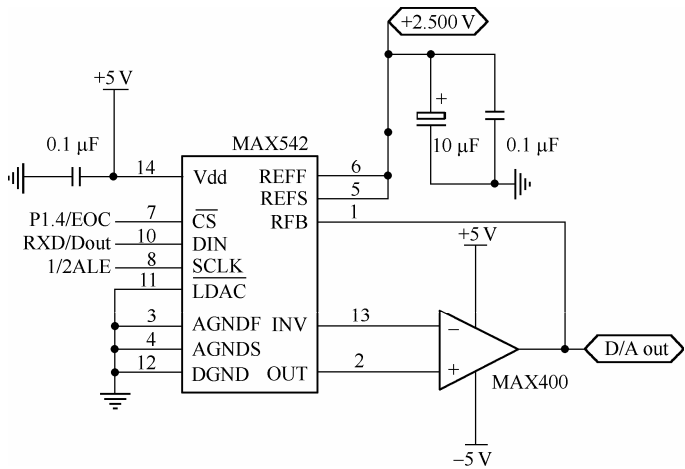 +2.500 V
+5 V
0.1 μF
+
10 μF
0.1 μF
MAX542
14
Vdd
REFF
6
REFS
5
P1.4/EOC
7
CS
RFB
1
RXD/Dout
10
DIN
+5 V
1/2ALE
8
SCLK
11
LDAC
3
AGNDF
INV
13
−
4
AGNDS
D/A out
12
DGND
OUT
2
+
MAX400
−5 V